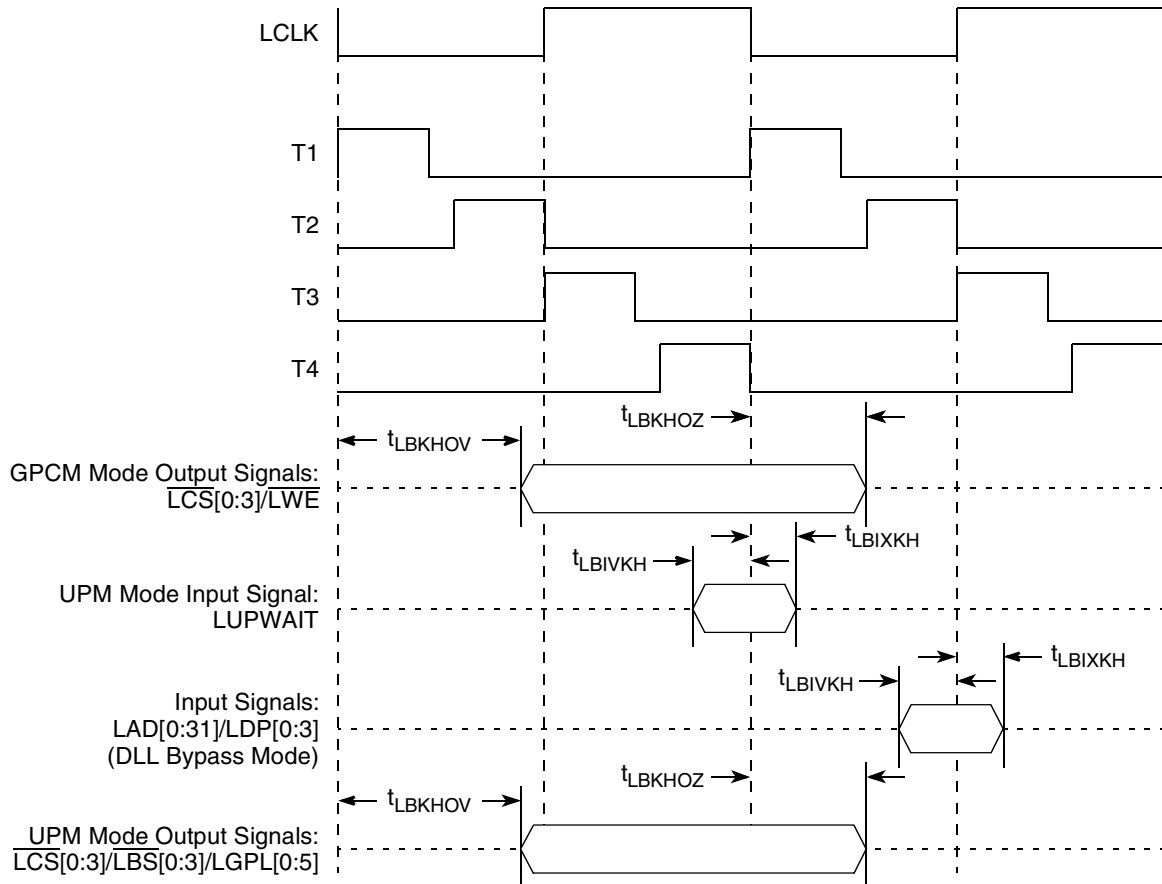 LCLK
T1
T2
T3
T4
tLBKHOZ
tLBKHOV
GPCM Mode Output Signals:
LCS[0:3]/LWE
tLBIXKH
tLBIVKH
UPM Mode Input Signal:
LUPWAIT
tLBIXKH
tLBIVKH
Input Signals:
LAD[0:31]/LDP[0:3]
(DLL Bypass Mode)
tLBKHOZ
tLBKHOV
UPM Mode Output Signals:
LCS[0:3]/LBS[0:3]/LGPL[0:5]